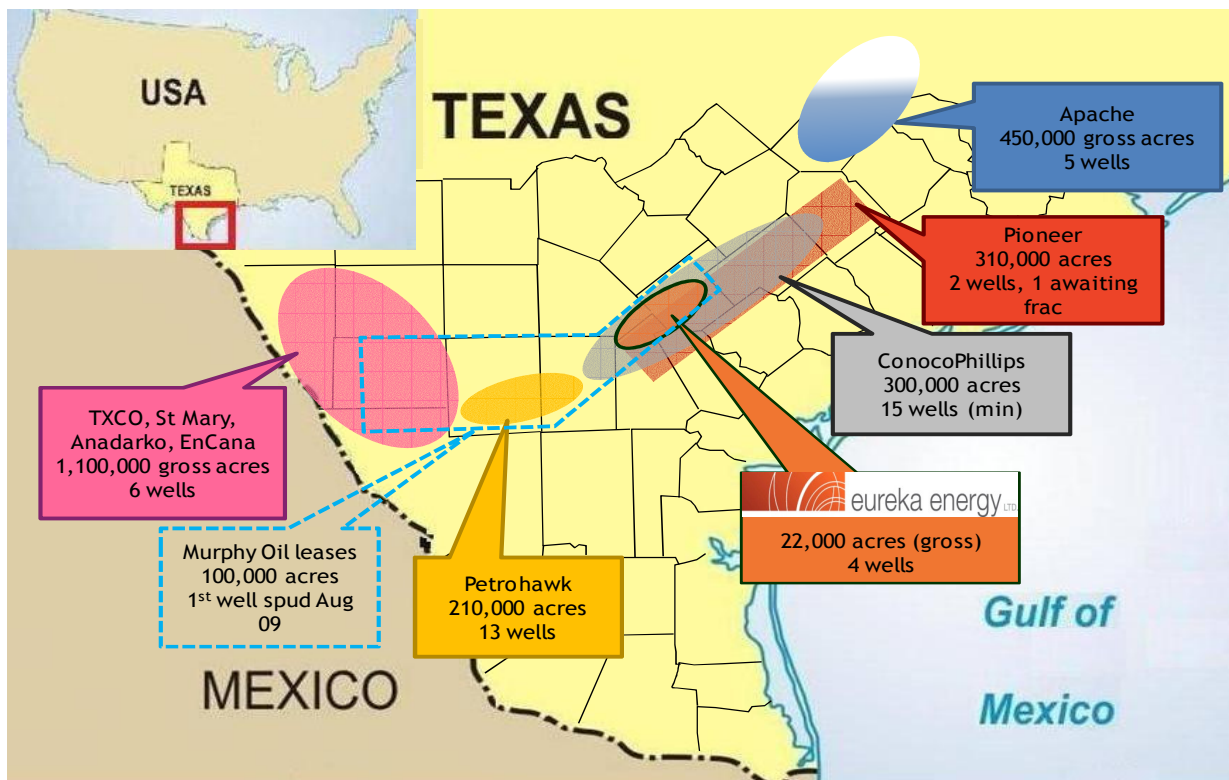 USA
TEXAS
TEXAS
Apache
450,000 gross acres
5 wells
Pioneer
310,000 acres
2 wells, 1 awaiting
frac
ConocoPhillips
300,000 acres
15 wells (min)
TXCO, St Mary,
Anadarko, EnCana
1,100,000 gross acres
6 wells
eureka energy LTD.
22,000 acres (gross)
4 wells
Murphy Oil leases
100,000 acres
1st well spud Aug
09
Petrohawk
210,000 acres
13 wells
Gulf of
Mexico
MEXICO